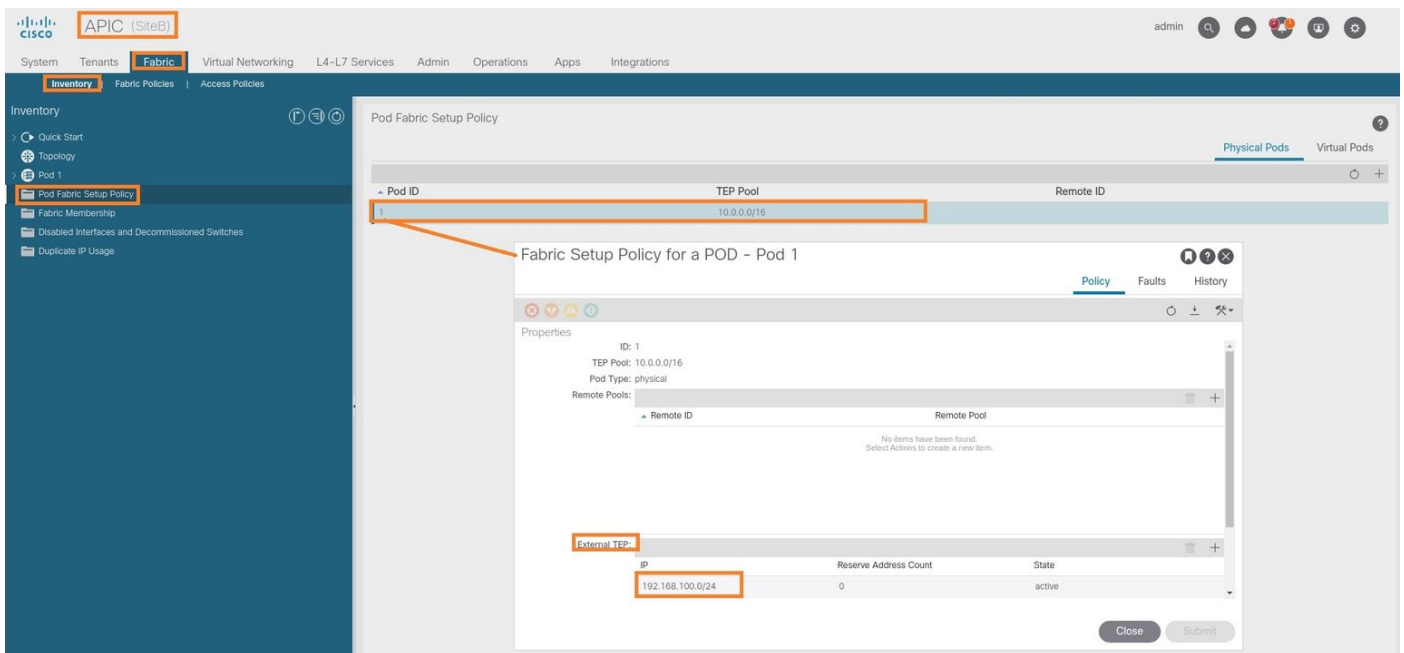 CISCO
APIC (SiteB)
admin
System Tenants Fabric Virtual Networking L4-L7 Services Admin Operations Apps Integrations
Inventory | Fabric Policies | Access Policies
Inventory
Quick Start
Topology
Pod 1
Pod Fabric Setup Policy
Fabric Membership
Disabled Interfaces and Decommissioned Switches
Duplicate IP Usage
Pod Fabric Setup Policy
Physical Pods Virtual Pods
Pod ID TEP Pool Remote ID
1 10.0.0.0/16
Fabric Setup Policy for a POD - Pod 1
Policy Faults History
Properties
ID: 1
TEP Pool: 10.0.0.0/16
Pod Type: physical
Remote Pools:
Remote ID Remote Pool
No items have been found.
Select Actions to create a new item.
External TEP:
IP Reserve Address Count State
192.168.100.0/24 0 active
Close Submit